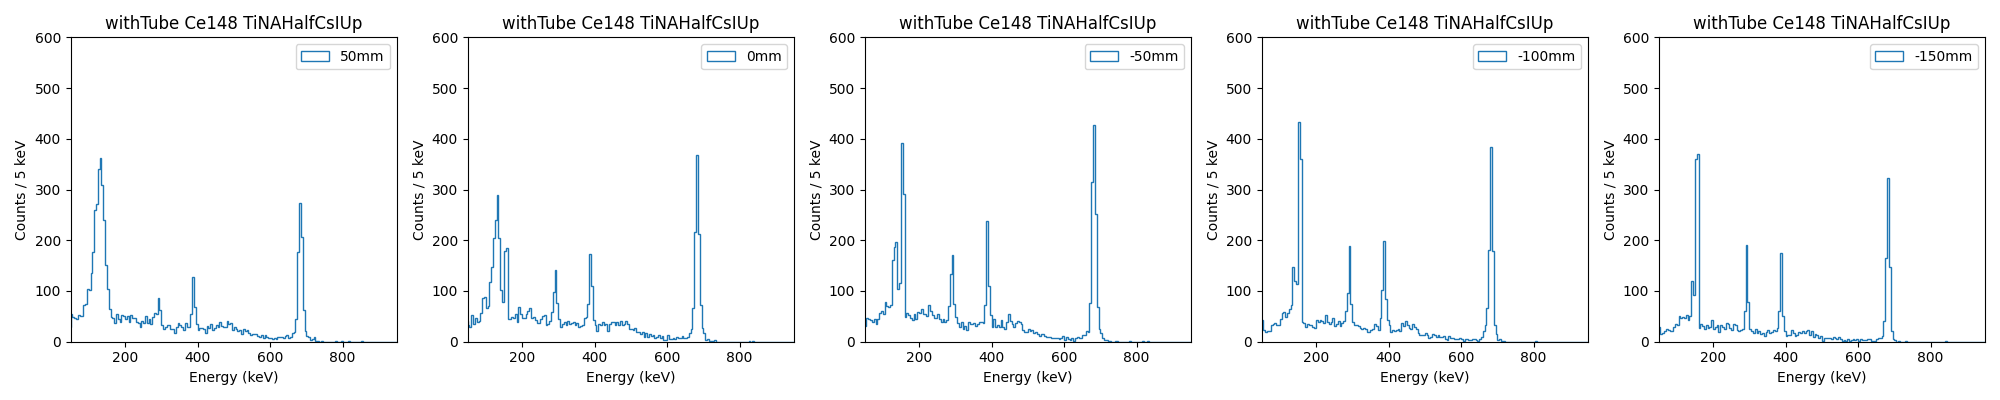 withTube Ce148 TiNAHalfCsIUp
50mm
600
500
400
300
200
100
0
Counts / 5 keV
200 400 600 800
Energy (keV)
withTube Ce148 TiNAHalfCsIUp
0mm
600
500
400
300
200
100
0
Counts / 5 keV
200 400 600 800
Energy (keV)
withTube Ce148 TiNAHalfCsIUp
-50mm
600
500
400
300
200
100
0
Counts / 5 keV
200 400 600 800
Energy (keV)
withTube Ce148 TiNAHalfCsIUp
-100mm
600
500
400
300
200
100
0
Counts / 5 keV
200 400 600 800
Energy (keV)
withTube Ce148 TiNAHalfCsIUp
-150mm
600
500
400
300
200
100
0
Counts / 5 keV
200 400 600 800
Energy (keV)